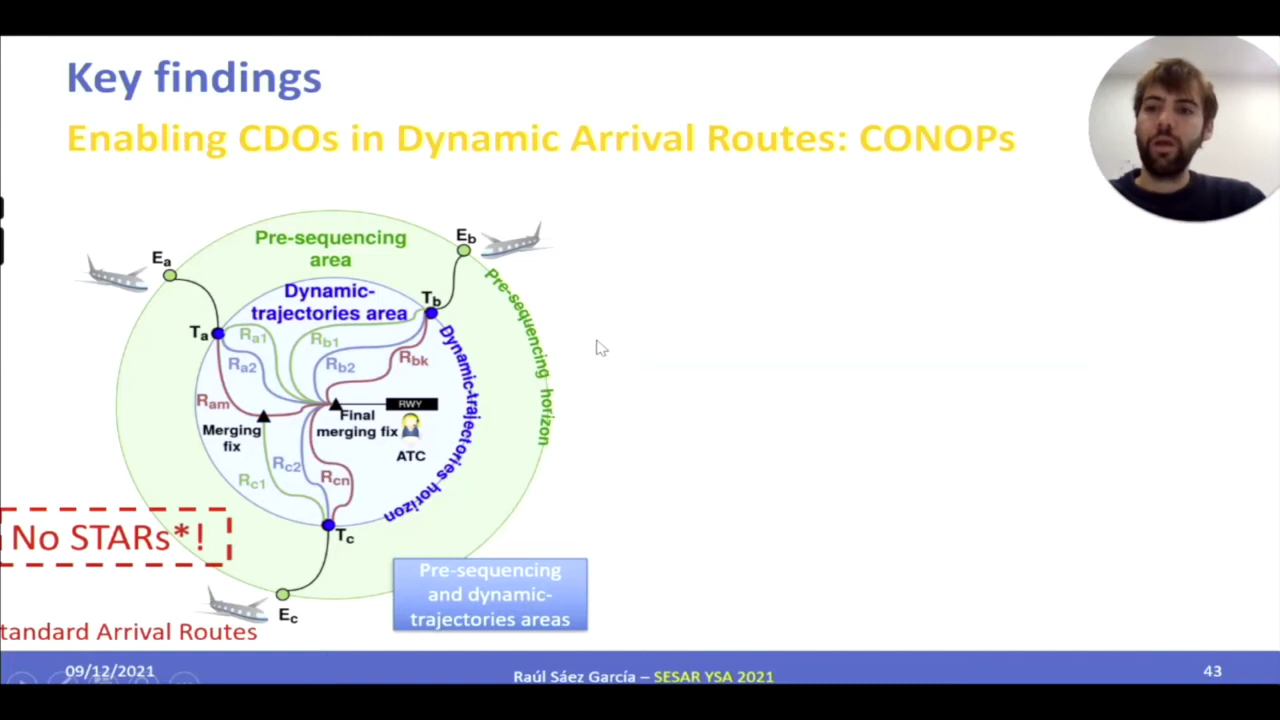 Key findings
Enabling CDOs in Dynamic Arrival Routes: CONOPs
Eb
Pre-sequencing
area
Ea
Pre-sequencing horizon
Dynamic-
trajectories area
Tb
Ta
Ra1
Rb1
Dynamic-trajectories horizon
Ra2
Rb2
Rbk
Ram
RWY
Final
merging fix
Merging
fix
ATC
Rc2
Rc1
Rcn
No STARs*!
Tc
Pre-sequencing
and dynamic-
trajectories areas
Ec
tandard Arrival Routes
09/12/2021
Raúl Sáez García – SESAR YSA 2021
43